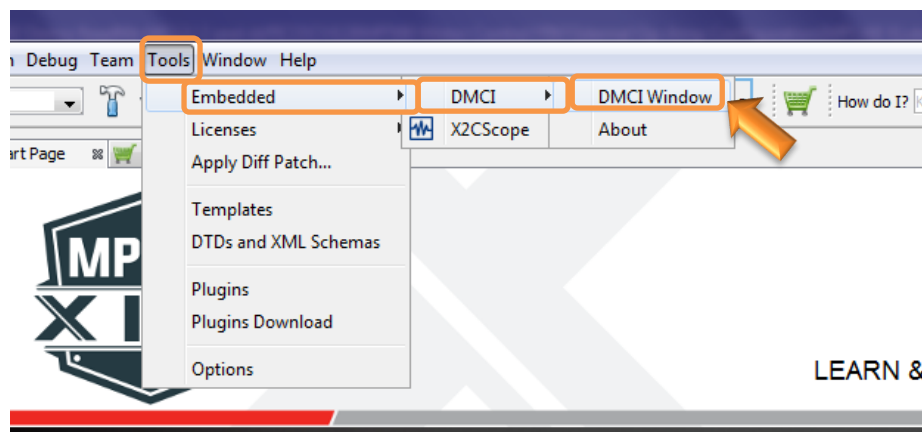 Debug Team Tools Window Help
Embedded DMCI DMCI Window How do I?
Licenses X2CScope About
art Page
Apply Diff Patch...
Templates
DTDs and XML Schemas
MP
Plugins
X I
Plugins Download
Options
LEARN &